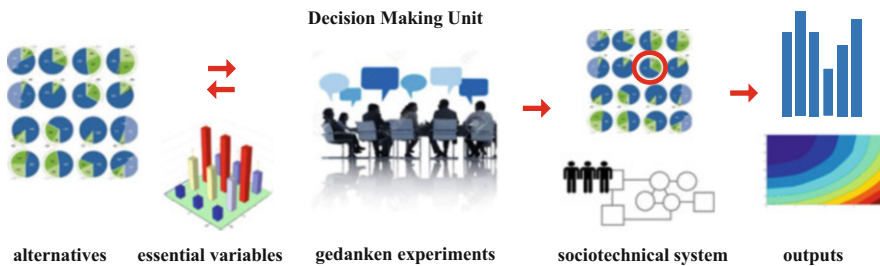 Decision Making Unit
alternatives essential variables gedanken experiments sociotechnical system outputs